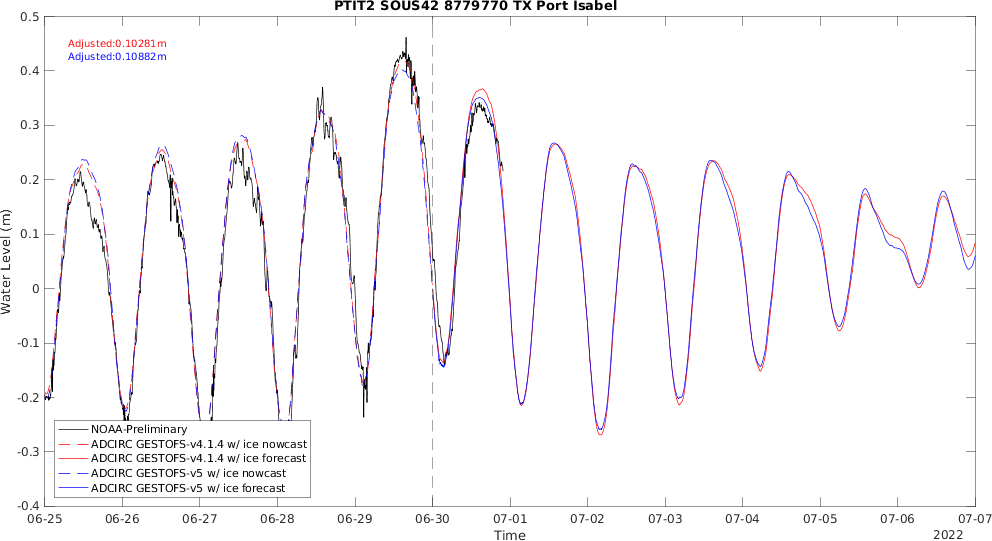 PTIT2 SOUS42 8779770 TX Port Isabel
Adjusted:0.10281m
Adjusted:0.10882m
Water Level (m)
0.5
0.4
0.3
0.2
0.1
0
-0.1
-0.2
-0.3
-0.4
NOAA-Preliminary
ADCIRC GESTOFS-v4.1.4 w/ ice nowcast
ADCIRC GESTOFS-v4.1.4 w/ ice forecast
ADCIRC GESTOFS-v5 w/ ice nowcast
ADCIRC GESTOFS-v5 w/ ice forecast
06-25 06-26 06-27 06-28 06-29 06-30 07-01 07-02 07-03 07-04 07-05 07-06 07-07
Time
2022